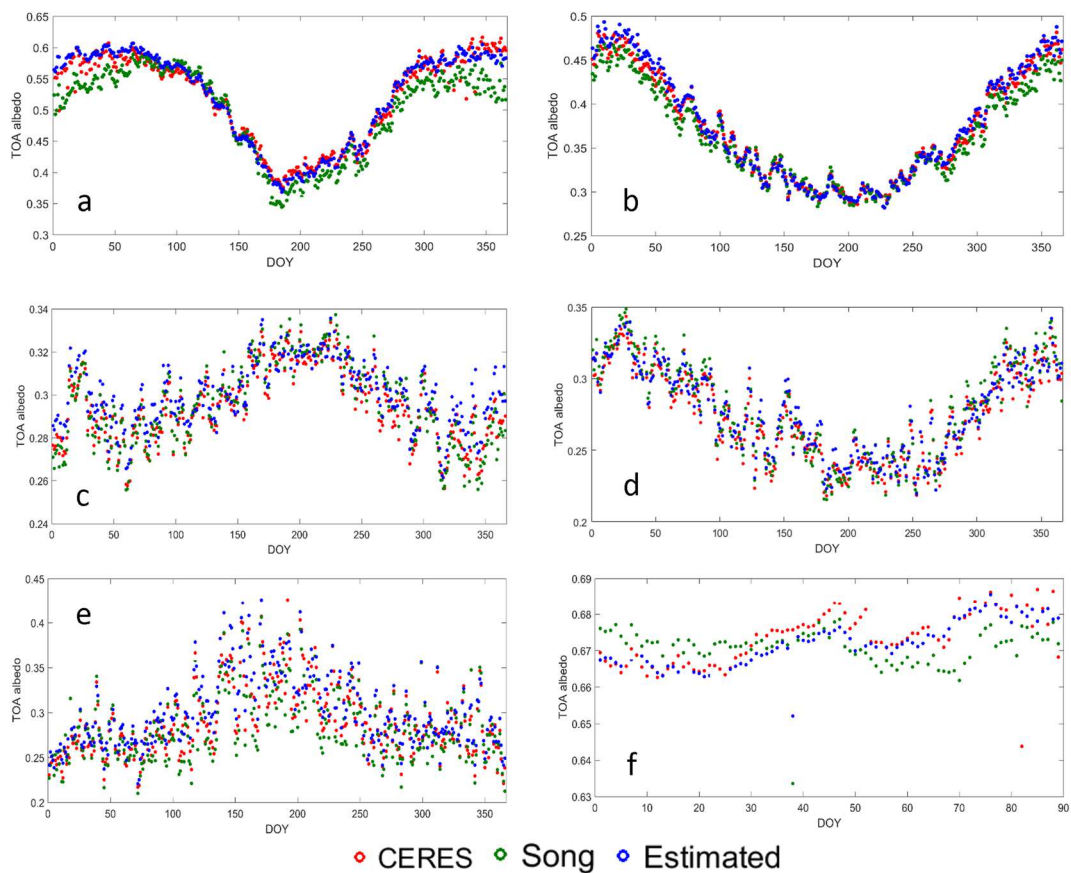 0.65
0.6
0.55
0.5
0.45
0.4
0.35
0.3
TOA albedo
a
0 50 100 150 200 250 300 350
DOY
0.5
0.45
0.4
0.35
0.3
0.25
TOA albedo
b
0 50 100 150 200 250 300 350
DOY
0.34
0.32
0.3
0.28
0.26
0.24
TOA albedo
c
0 50 100 150 200 250 300 350
DOY
0.35
0.3
0.25
0.2
TOA albedo
d
0 50 100 150 200 250 300 350
DOY
0.45
0.4
0.35
0.3
0.25
0.2
TOA albedo
e
0 50 100 150 200 250 300 350
DOY
0.69
0.68
0.67
0.66
0.65
0.64
0.63
TOA albedo
f
0 10 20 30 40 50 60 70 80 90
DOY
CERES Song Estimated